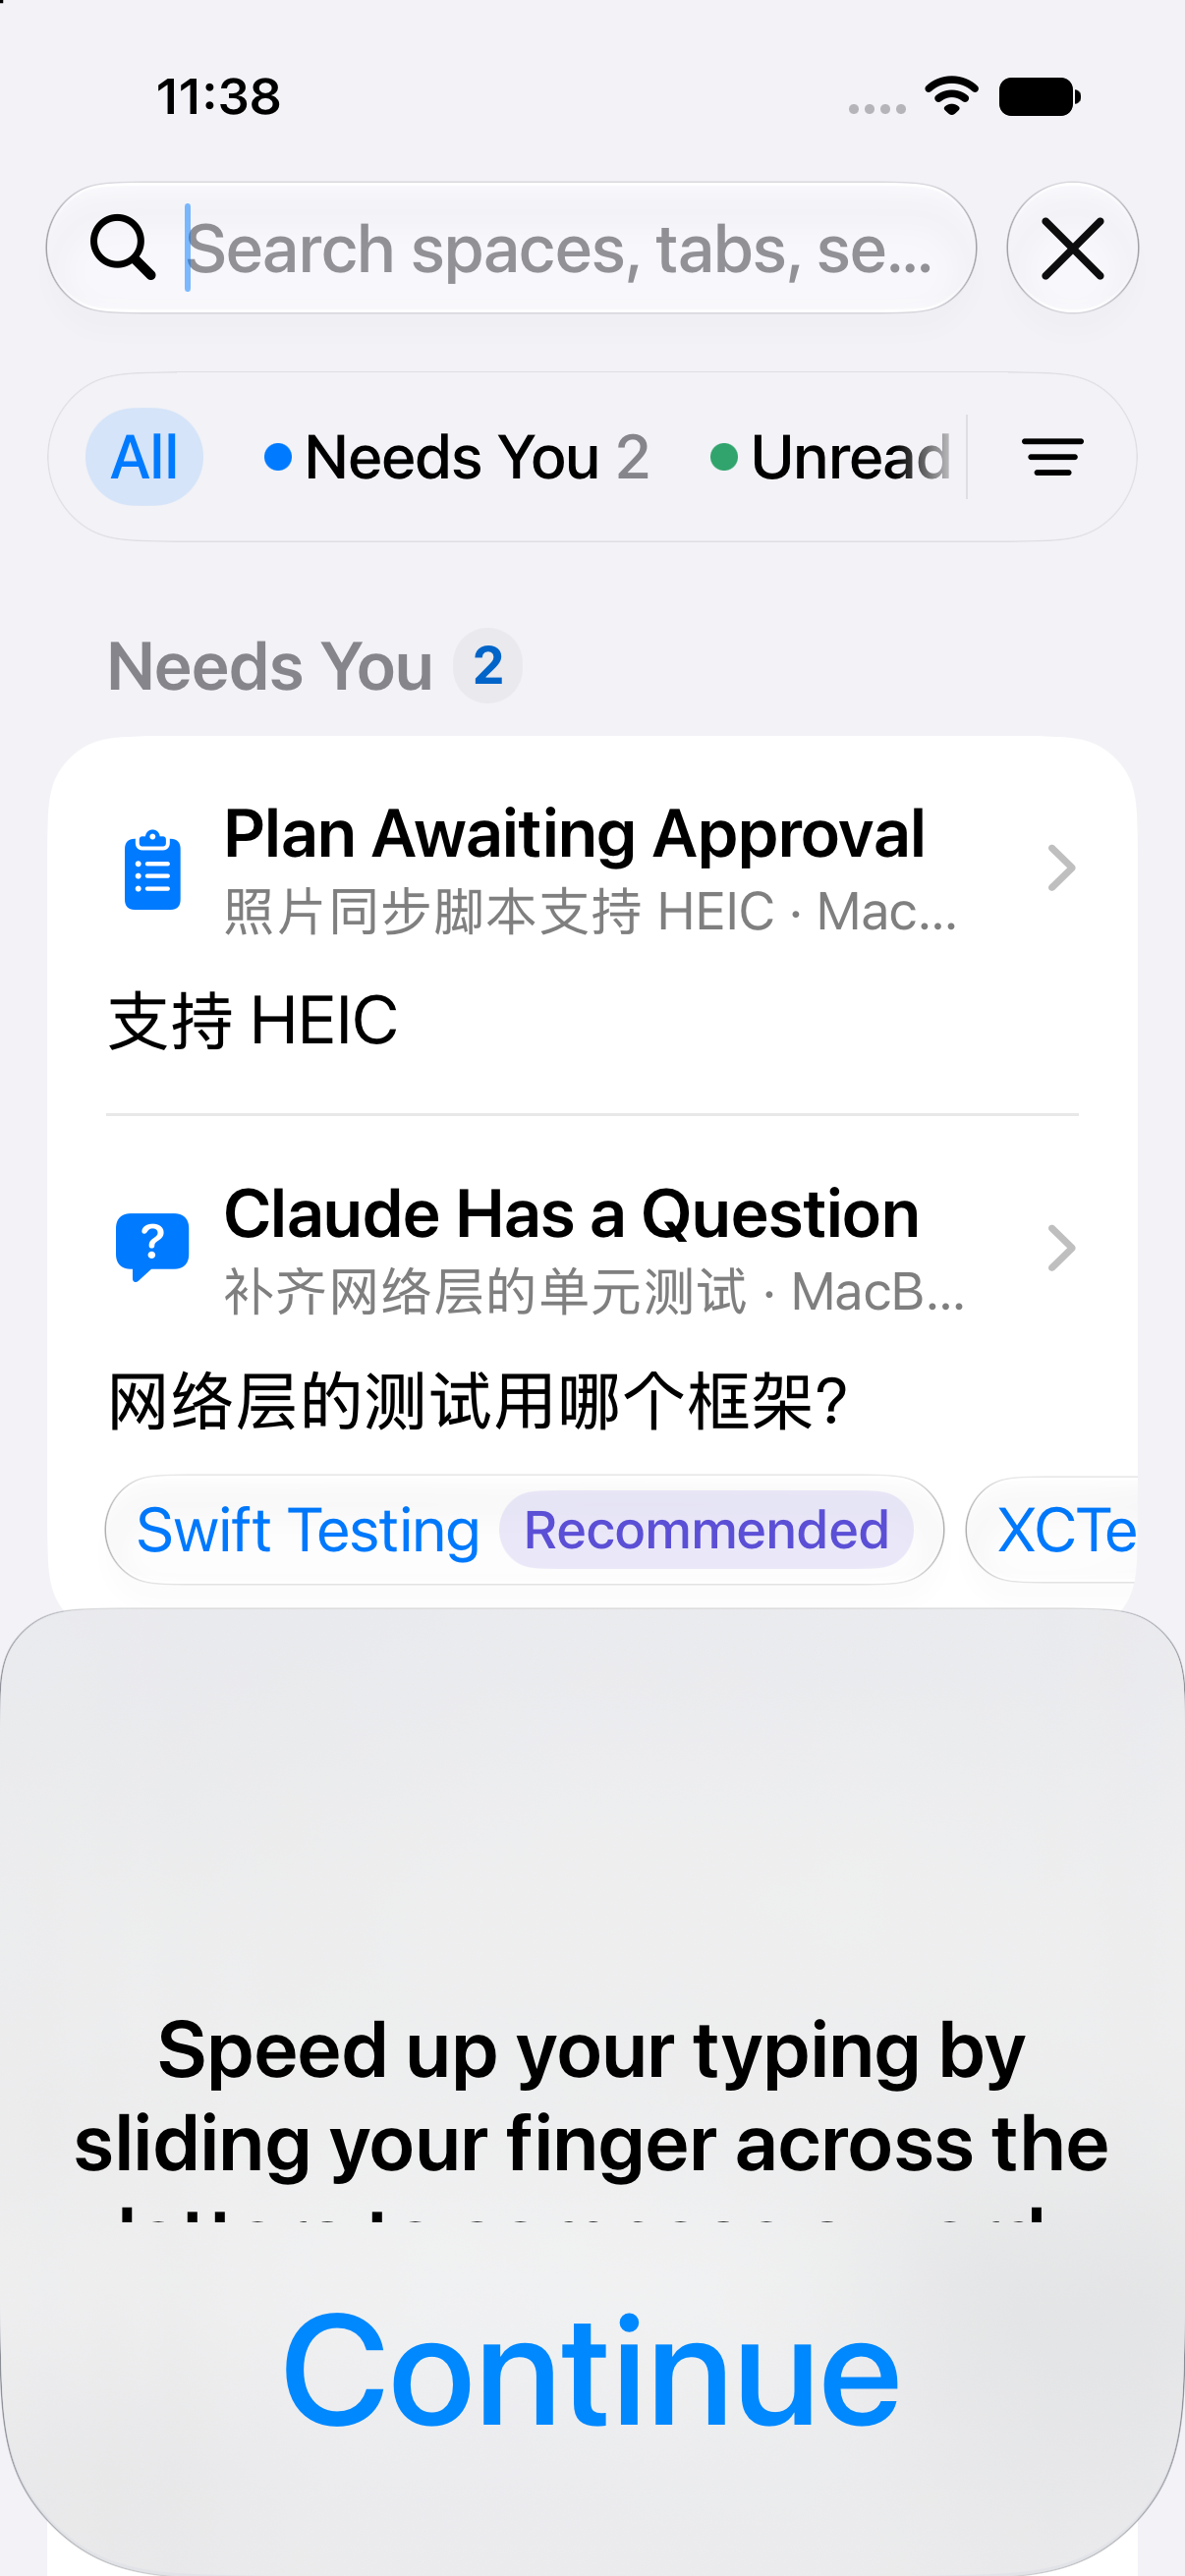 11:38
Search spaces, tabs, se...
All
Needs You 2
Unread
Needs You 2
Plan Awaiting Approval
照片同步脚本支持 HEIC · Mac...
支持 HEIC
Claude Has a Question
补齐网络层的单元测试 · MacB...
网络层的测试用哪个框架?
Swift Testing Recommended
XCTe
Speed up your typing by
sliding your finger across the
Continue